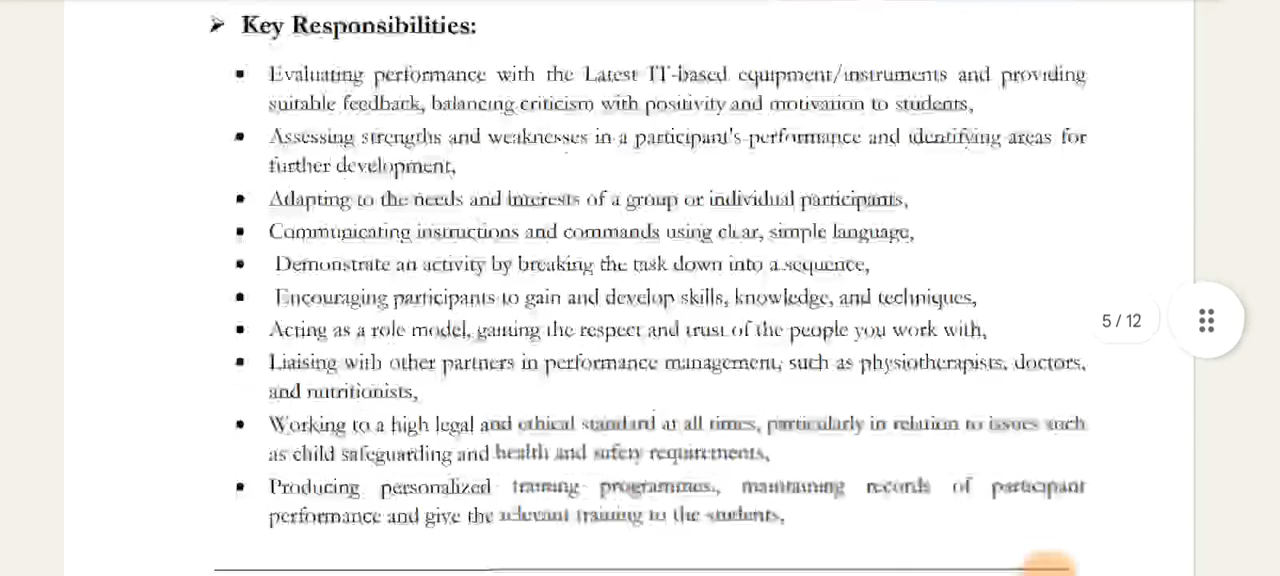 ➤ Key Responsibilities:
▪ Evaluating performance with the Latest IT-based equipment/instruments and providing
suitable feedback, balancing criticism with positivity and motivation to students,
▪ Assessing strengths and weaknesses in a participant's performance and identifying areas for
further development,
▪ Adapting to the needs and interests of a group or individual participants,
▪ Communicating instructions and commands using clear, simple language,
▪ Demonstrate an activity by breaking the task down into a sequence,
▪ Encouraging participants to gain and develop skills, knowledge, and techniques,
▪ Acting as a role model, gaining the respect and trust of the people you work with,
5 / 12
▪ Liaising with other partners in performance management, such as physiotherapists, doctors,
and nutritionists,
▪ Working to a high legal and ethical standard at all times, particularly in relation to issues such
as child safeguarding and health and safety requirements,
▪ Producing personalized training programmes, maintaining records of participant
performance and give the relevant training to the students,